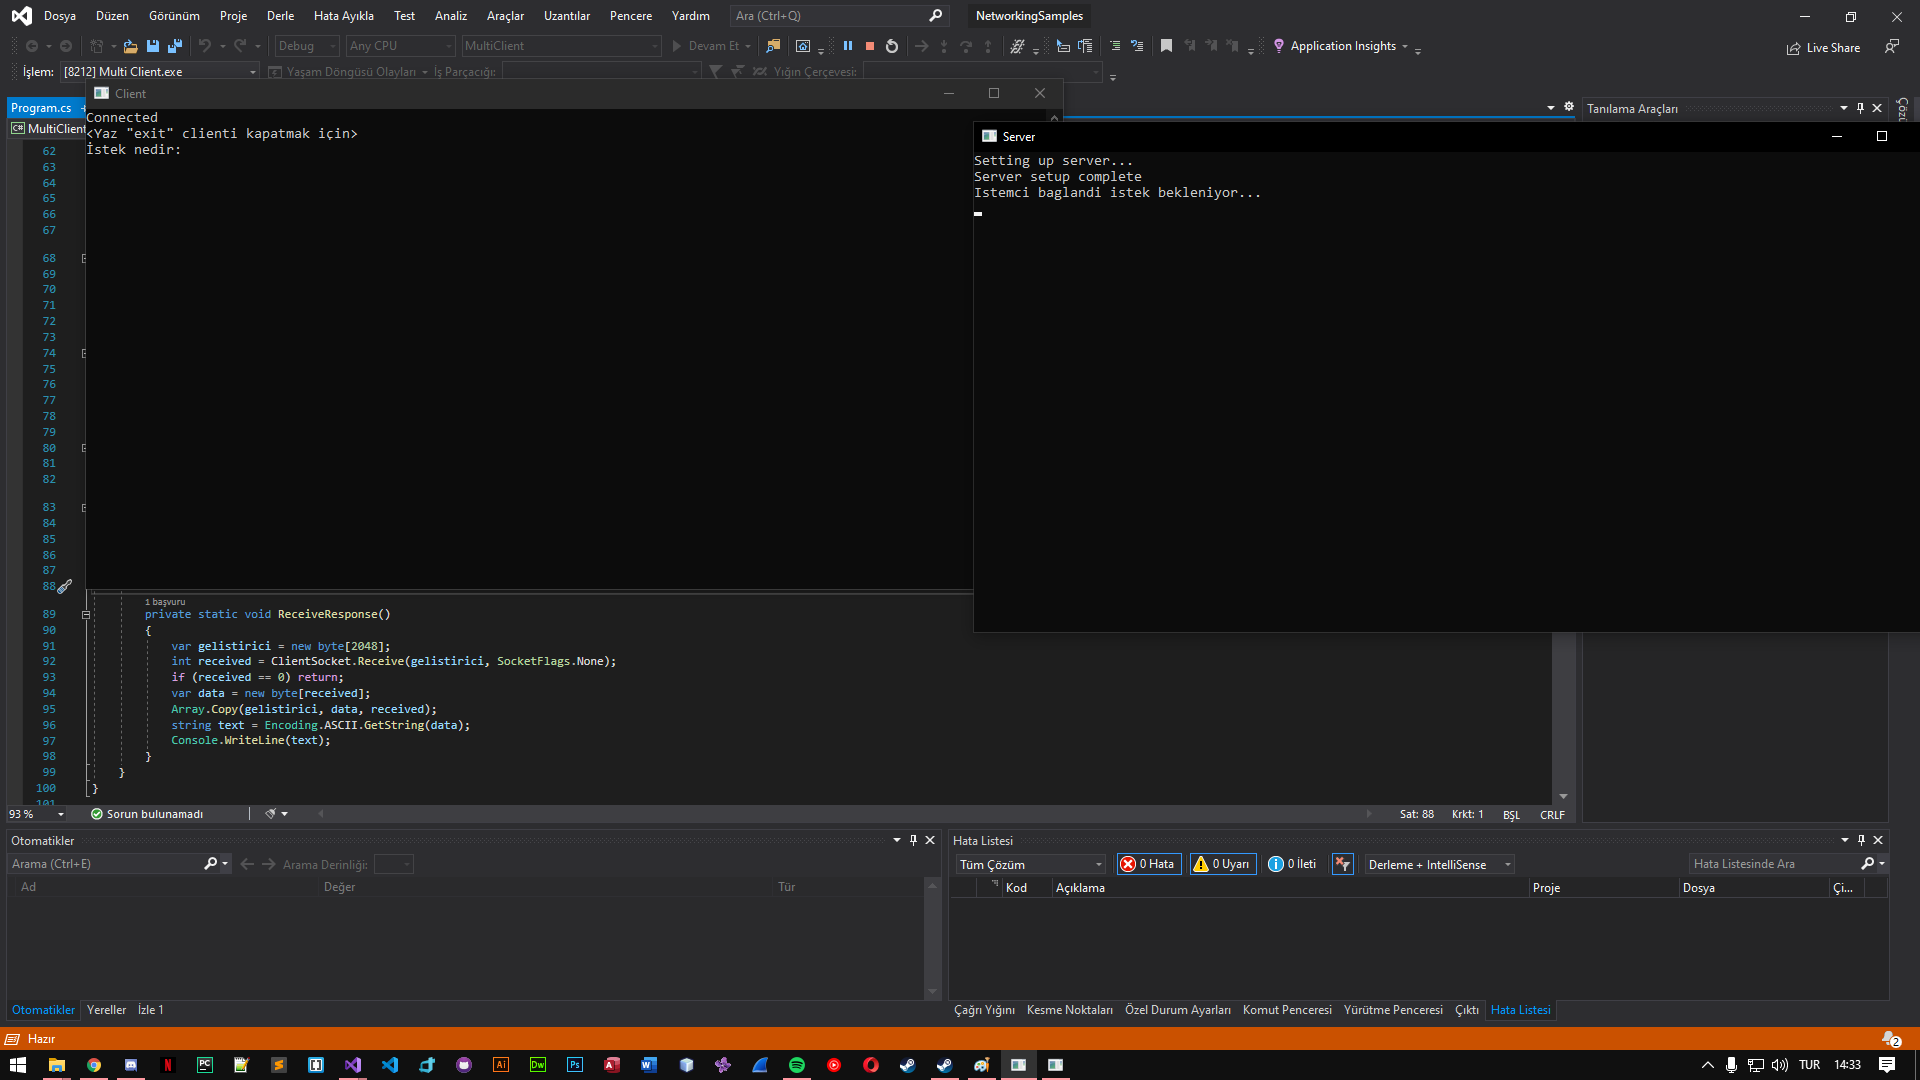 Dosya Düzen Görünüm Proje Derle Hata Ayıkla Test Analiz Araçlar Uzantılar Pencere Yardım Ara (Ctrl+Q) NetworkingSamples
Debug Any CPU MultiClient Devam Et Application Insights Live Share
İşlem: [8212] Multi Client.exe Yaşam Döngüsü Olayları İş Parçacığı: Yığın Çerçevesi:
Client
Program.cs
Tanılama Araçları
MultiClient
Connected
<Yaz "exit" clienti kapatmak için>
İstek nedir:
Server
Setting up server...
Server setup complete
Istemci baglandi istek bekleniyor...
62
63
64
65
66
67
68
69
70
71
72
73
74
75
76
77
78
79
80
81
82
83
84
85
86
87
88
1 başvuru
89 private static void ReceiveResponse()
90 {
91 var gelistirici = new byte[2048];
92 int received = ClientSocket.Receive(gelistirici, SocketFlags.None);
93 if (received == 0) return;
94 var data = new byte[received];
95 Array.Copy(gelistirici, data, received);
96 string text = Encoding.ASCII.GetString(data);
97 Console.WriteLine(text);
98 }
99 }
100 }
101
93 % Sorun bulunamadı Sat: 88 Krkt: 1 BŞL CRLF
Otomatikler
Arama (Ctrl+E) Arama Derinliği:
Ad Değer Tür
Otomatikler Yereller İzle 1
Hata Listesi
Tüm Çözüm 0 Hata 0 Uyarı 0 İleti Derleme + IntelliSense Hata Listesinde Ara
Kod Açıklama Proje Dosya Çi...
Çağrı Yığını Kesme Noktaları Özel Durum Ayarları Komut Penceresi Yürütme Penceresi Çıktı Hata Listesi
Hazır 2
TUR 14:33